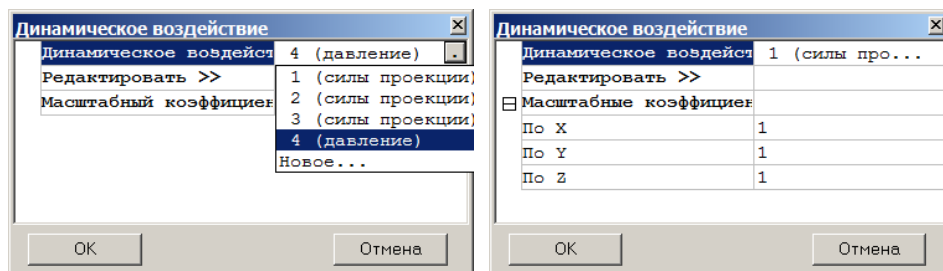 Динамическое воздействие
Динамическое воздейст 4 (давление)
Редактировать >>
1 (силы проекции)
Масштабный коэффициен
2 (силы проекции)
3 (силы проекции)
4 (давление)
Новое...
OK Отмена
Динамическое воздействие
Динамическое воздейст 1 (силы про...
Редактировать >>
Масштабные коэффициен
По X 1
По Y 1
По Z 1
OK Отмена